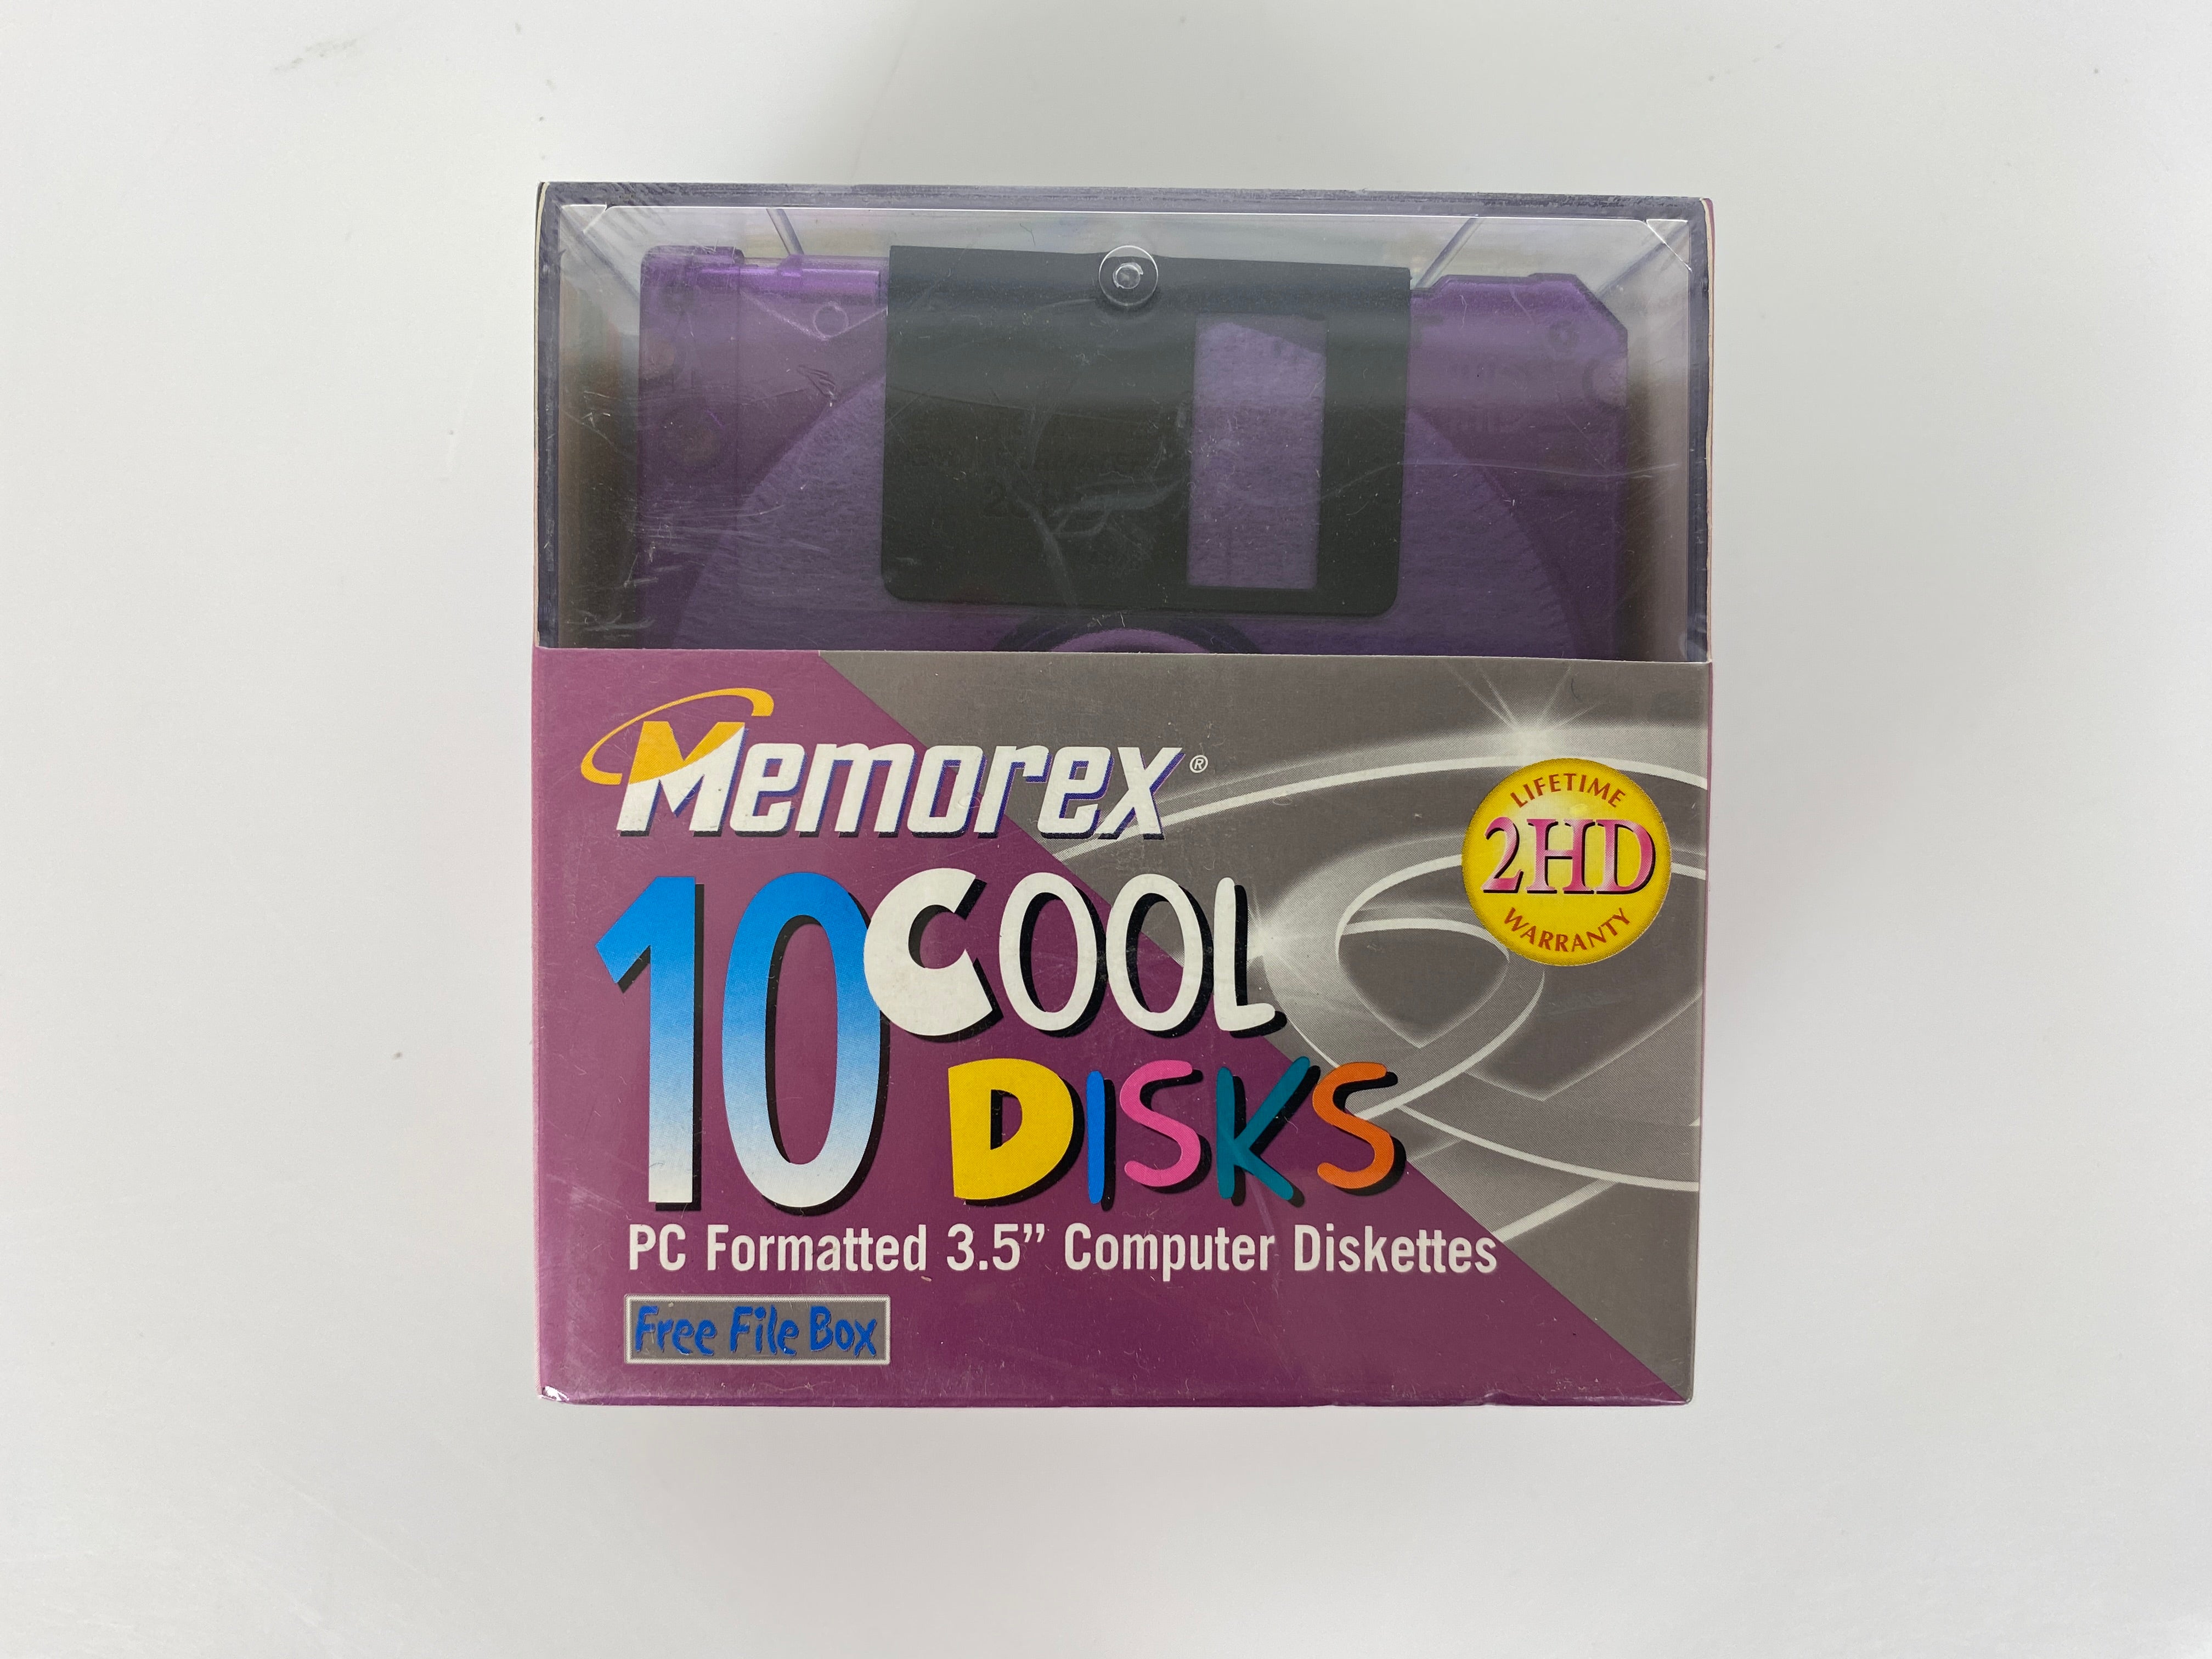 Memorex®
10 COOL
DISKS
LIFETIME
2HD
WARRANTY
PC Formatted 3.5” Computer Diskettes
Free File Box